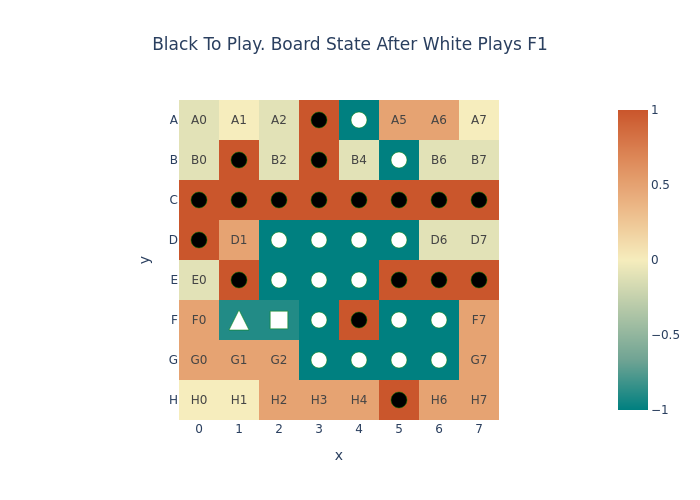 Black To Play. Board State After White Plays F1
A A0 A1 A2 A5 A6 A7
B B0 B2 B4 B6 B7
C
D D1 D6 D7
E E0
F F0 F7
G G0 G1 G2 G7
H H0 H1 H2 H3 H4 H6 H7
0 1 2 3 4 5 6 7
x
y
1
0.5
0
−0.5
−1